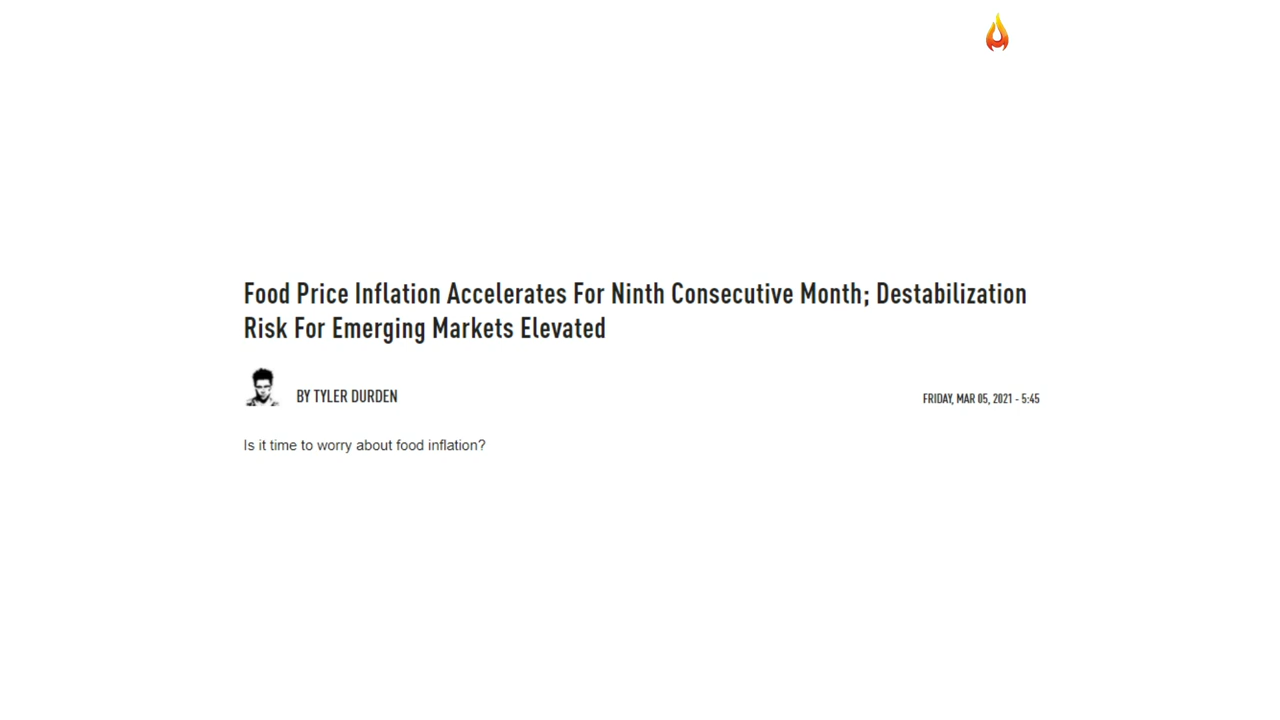 Food Price Inflation Accelerates For Ninth Consecutive Month; Destabilization
Risk For Emerging Markets Elevated
BY TYLER DURDEN
FRIDAY, MAR 05, 2021 - 5:45
Is it time to worry about food inflation?